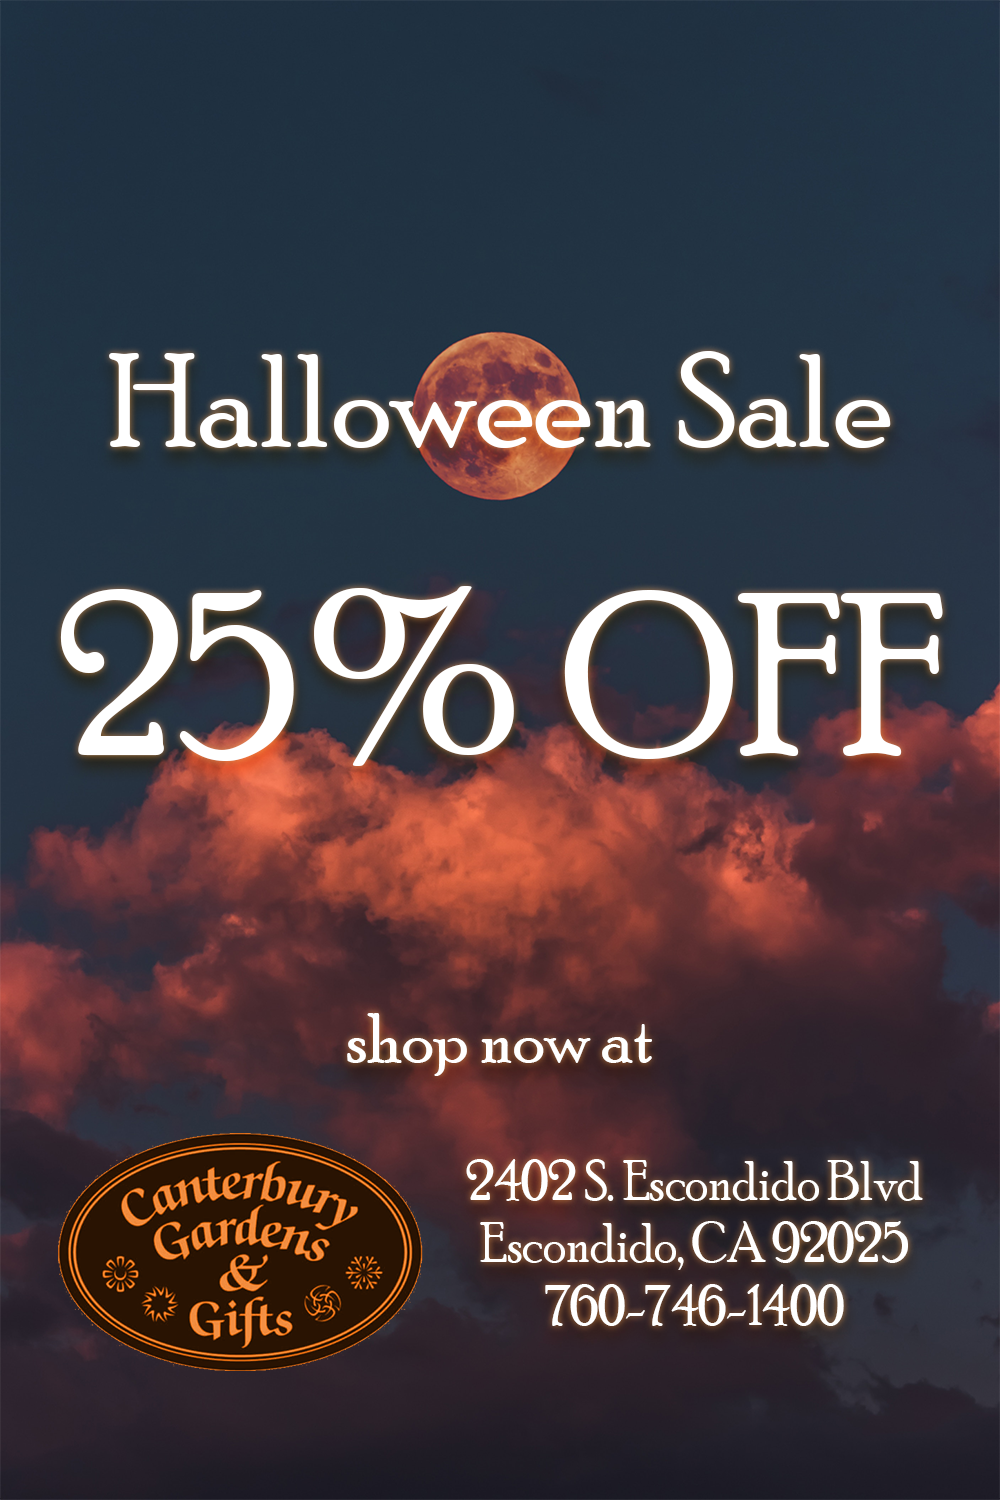 Halloween Sale
25% OFF
shop now at
Canterbury
Gardens
&
Gifts
2402 S. Escondido Blvd
Escondido, CA 92025
760-746-1400